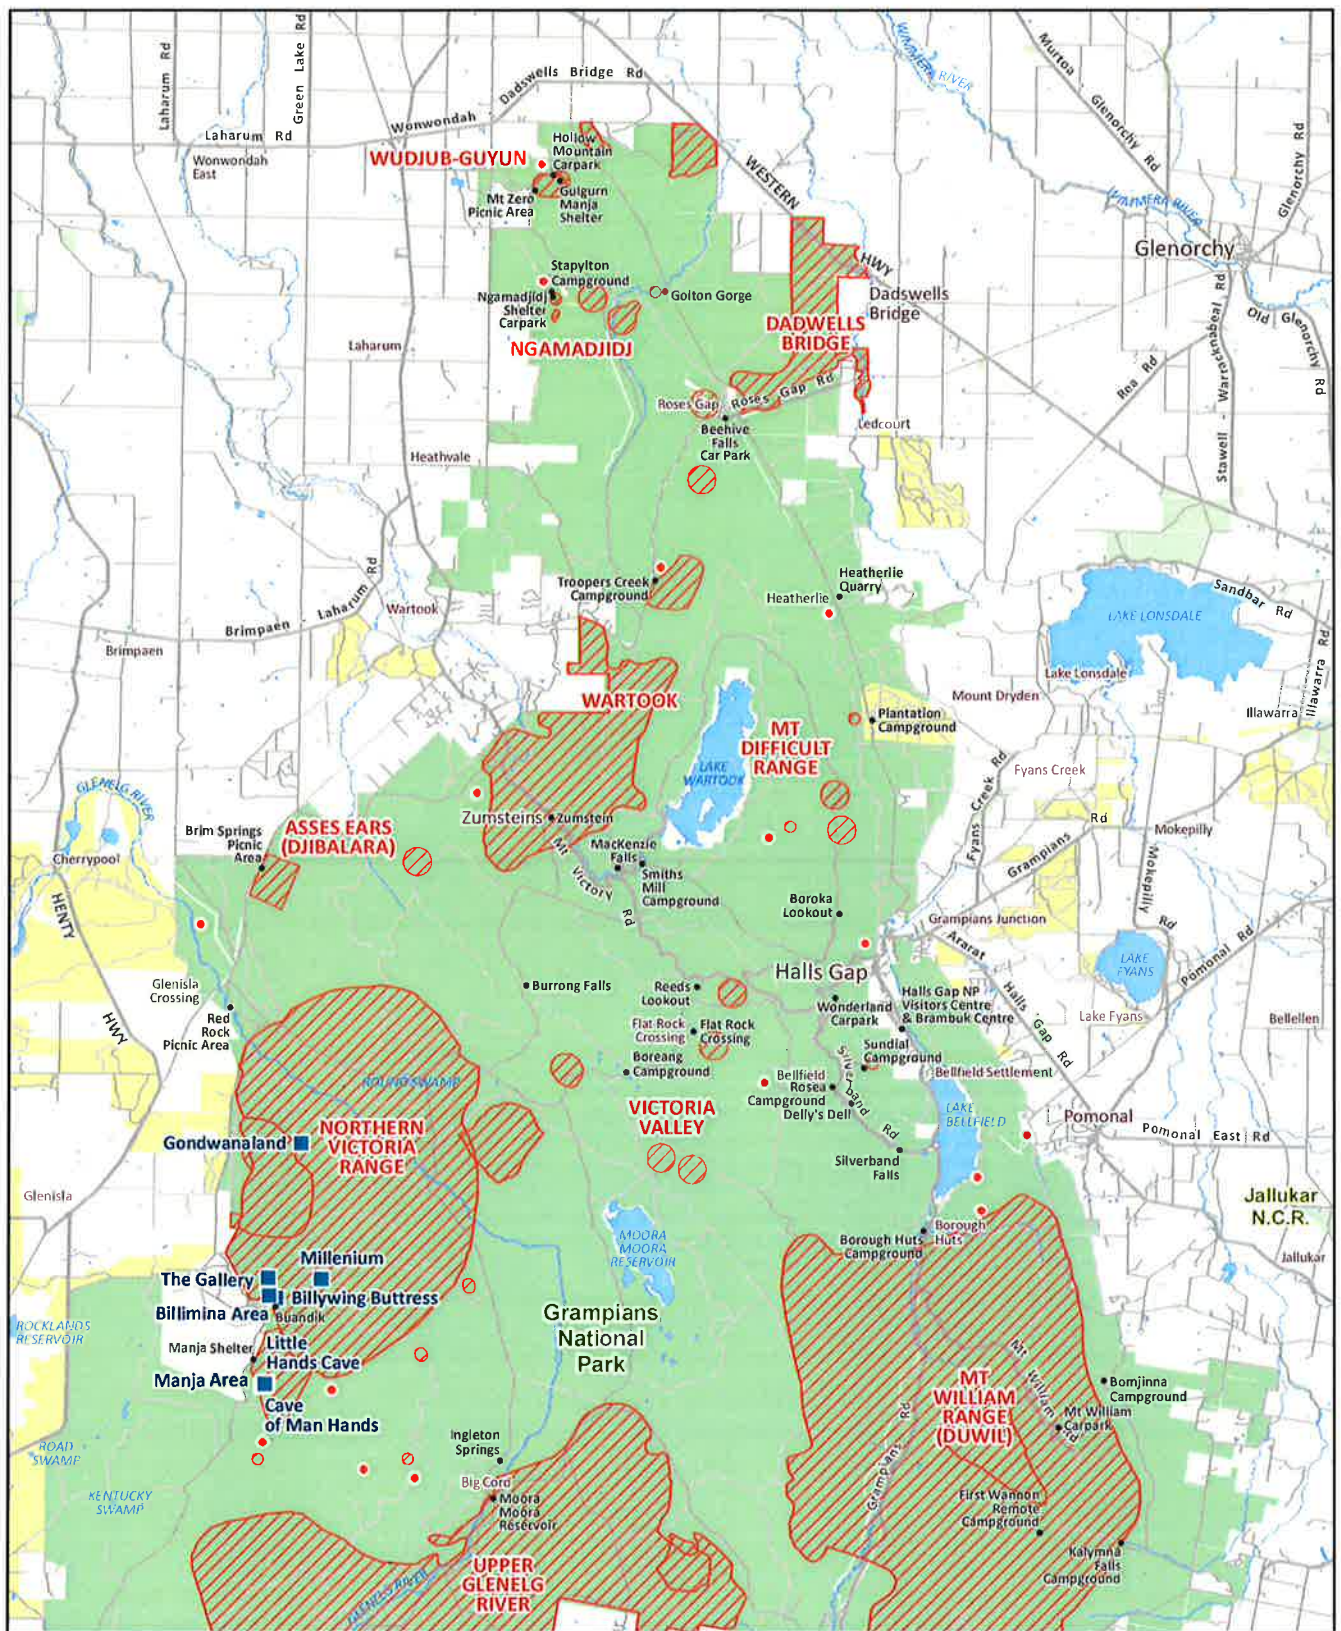 Laharum Rd
Green Lake Rd
Laharum Rd
Wonwondah
East
Wonwondah
Dadswells Bridge Rd
WIMMERA RIVER
Murtoa Glenorchy Rd
Glenorchy Rd
WIMMERA RIVER
WESTERN
HWY
WUDJUB-GUYUN
Hollow
Mountain
Carpark
Mt Zero
Picnic Area
Gulgurn
Manja
Shelter
Glenorchy
Old Glenorchy Rd
Stawell - Warracknabeal Rd
Roa Rd
Stapylton
Campground
Ngamadjidj
Shelter
Carpark
Golton Gorge
NGAMADJIDJ
Laharum
DADWELLS
BRIDGE
Dadswells
Bridge
Roses Gap
Roses Gap Rd
Beehive
Falls
Car Park
Ledcourt
Heathvale
Troopers Creek
Campground
Heatherlie
Quarry
Heatherlie
Laharum Rd
Brimpaen
Wartook
Brimpaen
LAKE LONSDALE
Sandbar Rd
Lake Lonsdale
Illawarra
Illawarra Rd
Mount Dryden
WARTOOK
MT
DIFFICULT
RANGE
Plantation
Campground
LAKE
WARTOOK
Fyans Creek
Fyans Creek Rd
Grampians
Rd
Mokepilly
Mokepilly
Rd
Pomonal Rd
GLENELG RIVER
Cherrypool
Brim Springs
Picnic
Area
ASSES EARS
(DJIBALARA)
Zumsteins
Zumstein
MacKenzie
Falls
Smiths
Mill
Campground
Mt Victory Rd
Boroka
Lookout
Grampians Junction
Ararat Halls Gap Rd
LAKE
FYANS
Lake Fyans
Bellellen
HENTY
HWY
Glenisla
Crossing
Red
Rock
Picnic Area
Burrong Falls
Reeds
Lookout
Halls Gap
Wonderland
Carpark
Halls Gap NP
Visitors Centre
& Brambuk Centre
Flat Rock
Crossing
Flat Rock
Crossing
Boreang
Campground
Sundial
Campground
Bellfield Settlement
Bellfield
Rosea
Campground
Delly's Dell
Silverband Rd
Silverband
Falls
LAKE
BELLFIELD
Pomonal
Pomonal East Rd
ROUND SWAMP
VICTORIA
VALLEY
NORTHERN
VICTORIA
RANGE
Gondwanaland
Glenisla
Jallukar
N.C.R.
Jallukar
MOORA
MOORA
RESERVOIR
Borough Huts
Campground
Borough
Huts
Millenium
The Gallery
Billywing Buttress
Billimina Area
Buandik
ROCKLANDS
RESERVOIR
Manja Shelter
Little
Hands Cave
Manja Area
Cave
of Man Hands
Grampians
National
Park
Mt William Rd
MT
WILLIAM
RANGE
(DUWIL)
Bomjinna
Campground
Mt William
Carpark
Grampians Rd
ROAD
SWAMP
KENTUCKY
SWAMP
Ingleton
Springs
Big Cord
Moora
Moora
Reservoir
First Wannon
Remote
Campground
Kalymna
Falls
Campground
UPPER
GLENELG
RIVER
GLENELG RIVER